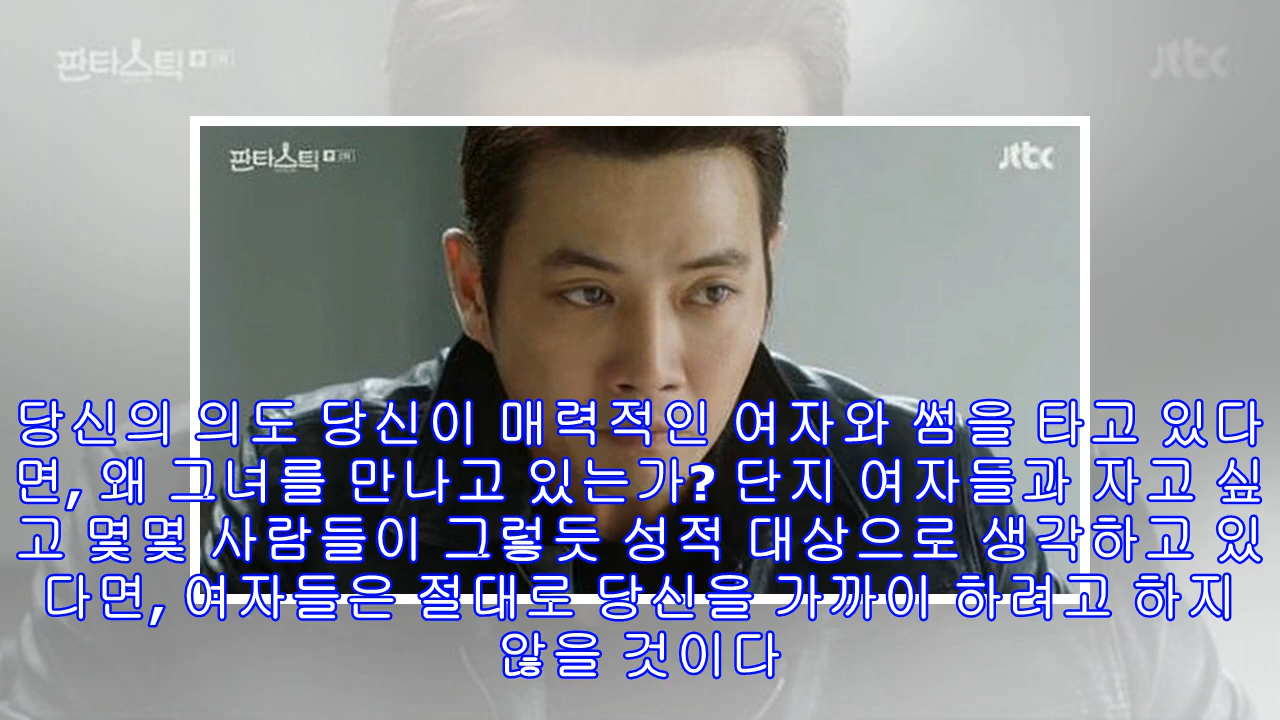 판타스틱
jtbc
판타스틱
jtbc
당신의 의도 당신이 매력적인 여자와 썸을 타고 있다
면, 왜 그녀를 만나고 있는가? 단지 여자들과 자고 싶
고 몇몇 사람들이 그렇듯 성적 대상으로 생각하고 있
다면, 여자들은 절대로 당신을 가까이 하려고 하지
않을 것이다